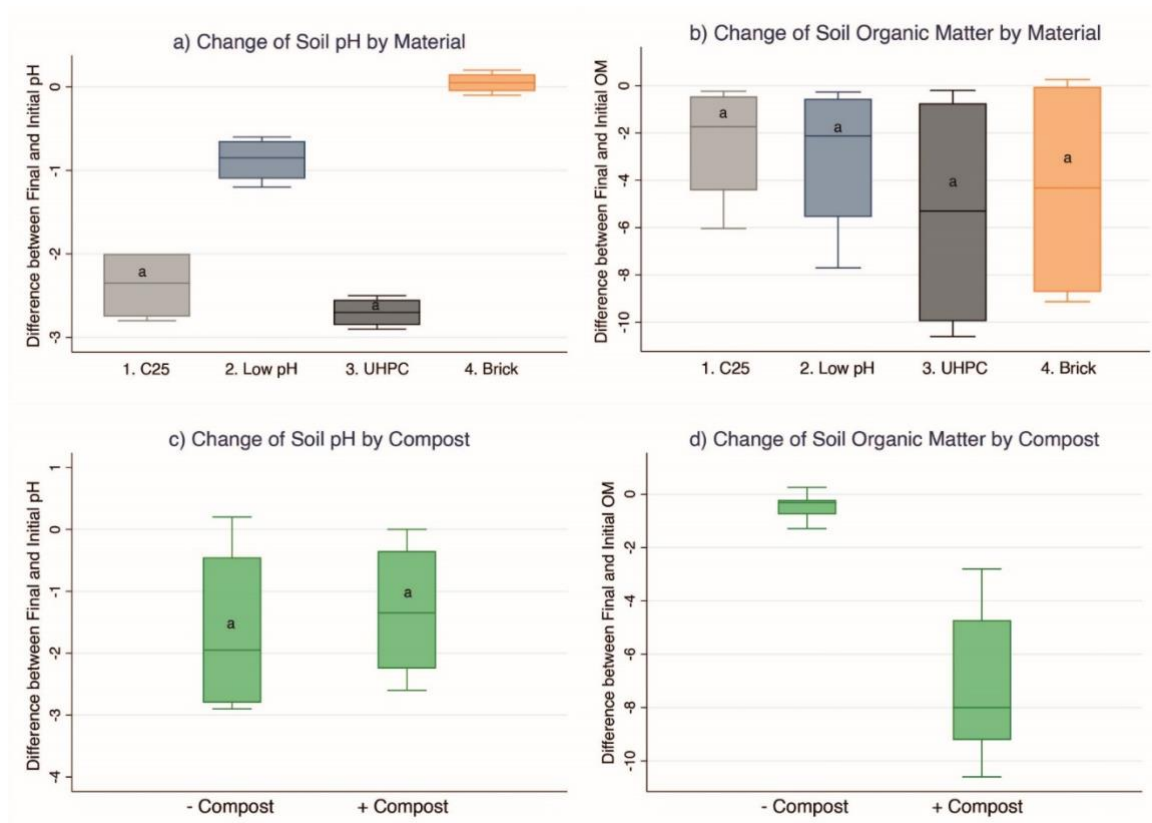 a) Change of Soil pH by Material
Difference between Final and Initial pH
0
-1
-2
-3
a
a
1. C25
2. Low pH
3. UHPC
4. Brick
b) Change of Soil Organic Matter by Material
Difference between Final and Initial OM
0
-2
-4
-6
-8
-10
a
a
a
a
1. C25
2. Low pH
3. UHPC
4. Brick
c) Change of Soil pH by Compost
Difference between Final and Initial pH
1
0
-1
-2
-3
-4
a
a
- Compost
+ Compost
d) Change of Soil Organic Matter by Compost
Difference between Final and Initial OM
0
-2
-4
-6
-8
-10
- Compost
+ Compost